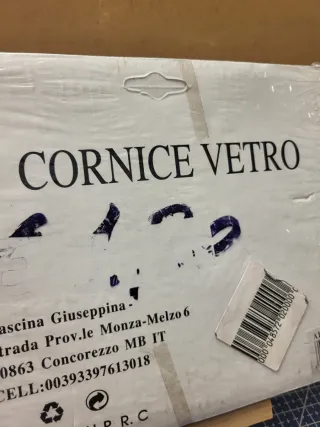 CORNICE VETRO
ascina Giuseppina
trada Prov.le Monza-Melzo 6
0863 Concorezzo MB IT
CELL:00393397613018
P. R. C